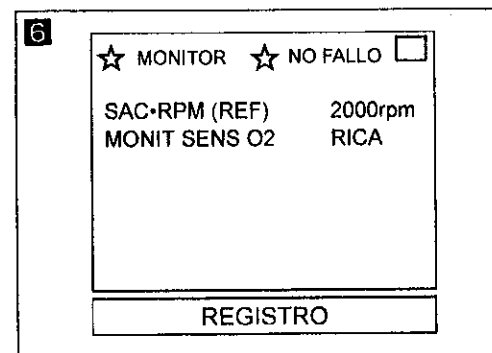 6
☆ MONITOR ☆ NO FALLO
SAC•RPM (REF) 2000rpm
MONIT SENS O2 RICA
REGISTRO